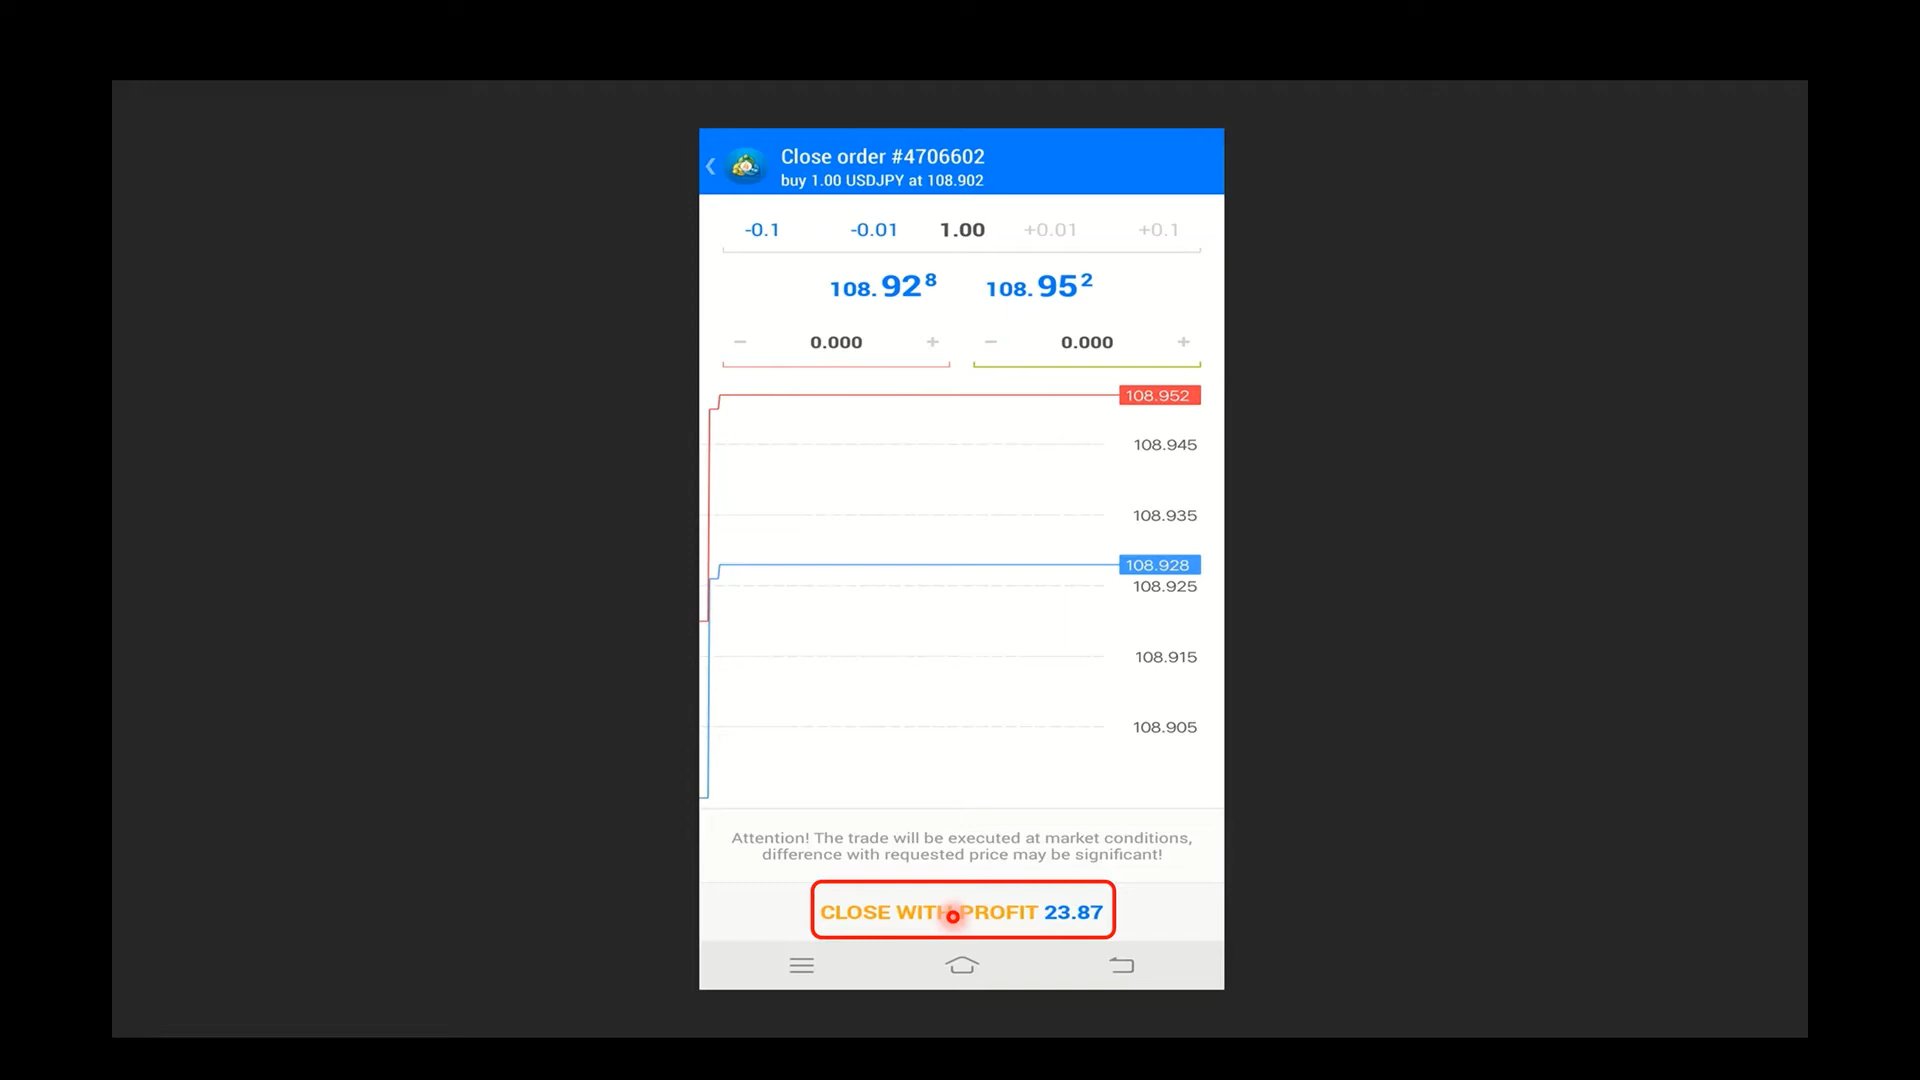 Close order #4706602
buy 1.00 USDJPY at 108.902
-0.1 -0.01 1.00 +0.01 +0.1
108.928 108.952
− 0.000 + − 0.000 +
108.952
108.945
108.935
108.928
108.925
108.915
108.905
Attention! The trade will be executed at market conditions,
difference with requested price may be significant!
CLOSE WITH PROFIT 23.87